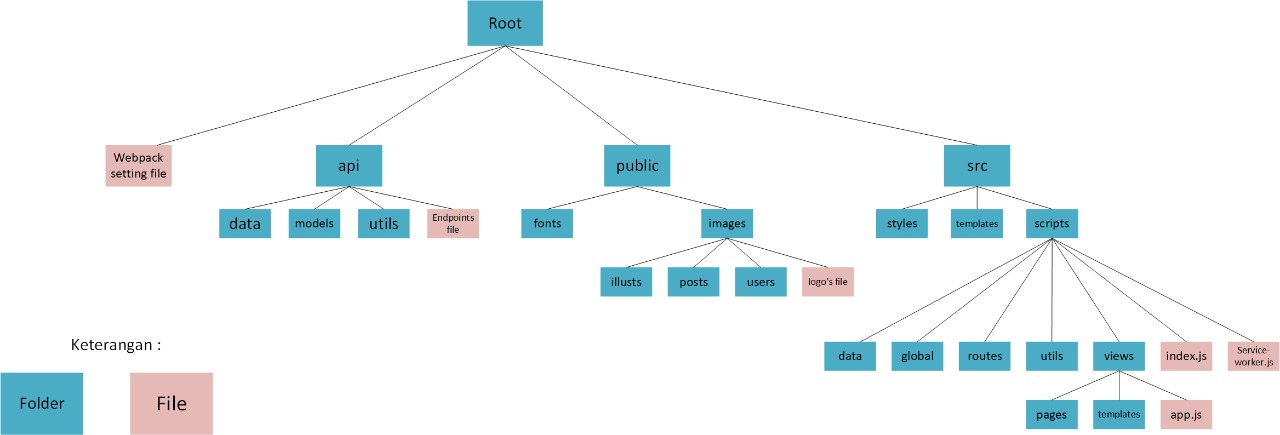 Root
Webpack
setting file
api
public
src
data
models
utils
Endpoints
file
fonts
images
styles
templates
scripts
illusts
posts
users
logo's file
data
global
routes
utils
views
index.js
Service-
worker.js
pages
templates
app.js
Keterangan :
Folder
File